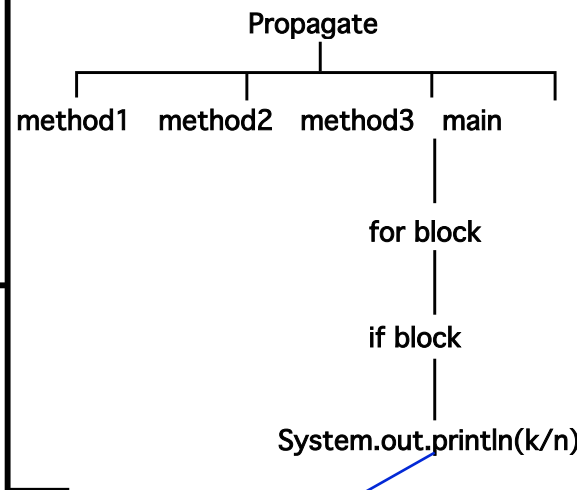 Propagate
method1 method2 method3 main
for block
if block
System.out.println(k/n)